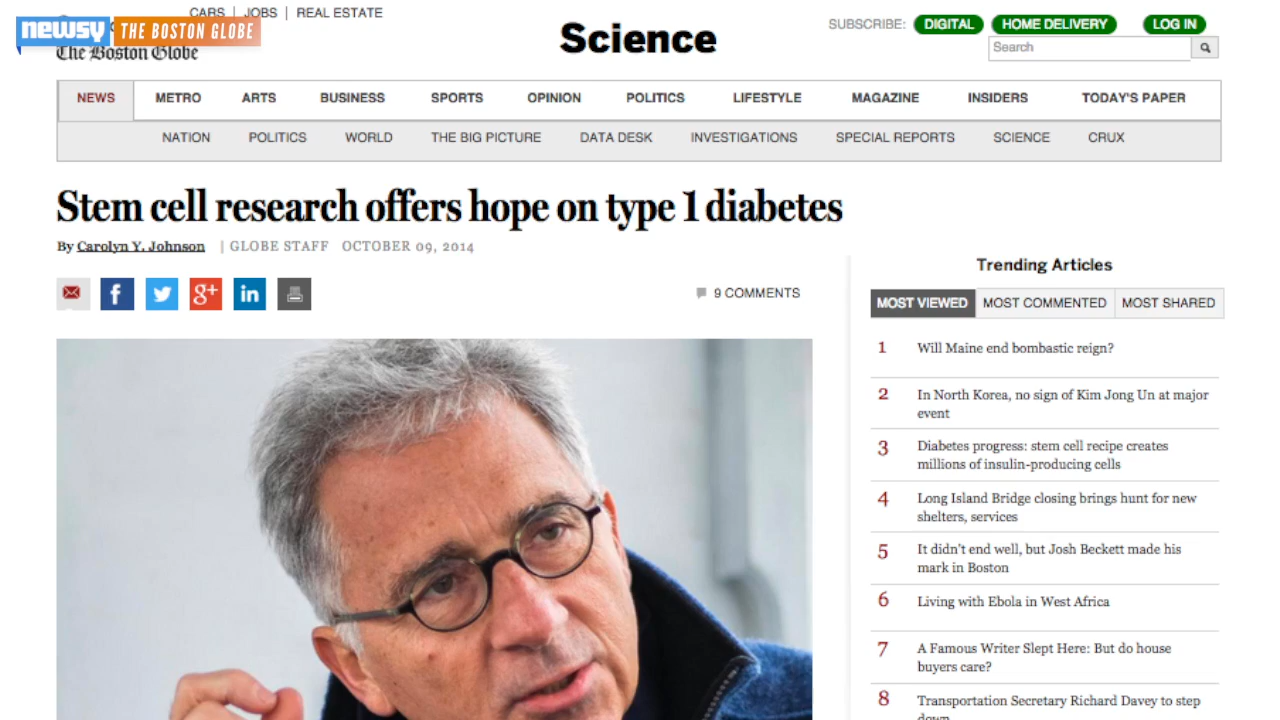 CARS | JOBS | REAL ESTATE
newsy THE BOSTON GLOBE
The Boston Globe
Science
SUBSCRIBE: DIGITAL HOME DELIVERY LOG IN
Search
NEWS METRO ARTS BUSINESS SPORTS OPINION POLITICS LIFESTYLE MAGAZINE INSIDERS TODAY'S PAPER
NATION POLITICS WORLD THE BIG PICTURE DATA DESK INVESTIGATIONS SPECIAL REPORTS SCIENCE CRUX
Stem cell research offers hope on type 1 diabetes
By Carolyn Y. Johnson | GLOBE STAFF OCTOBER 09, 2014
f g+ in
9 COMMENTS
Trending Articles
MOST VIEWED MOST COMMENTED MOST SHARED
1 Will Maine end bombastic reign?
2 In North Korea, no sign of Kim Jong Un at major
event
3 Diabetes progress: stem cell recipe creates
millions of insulin-producing cells
4 Long Island Bridge closing brings hunt for new
shelters, services
5 It didn't end well, but Josh Beckett made his
mark in Boston
6 Living with Ebola in West Africa
7 A Famous Writer Slept Here: But do house
buyers care?
8 Transportation Secretary Richard Davey to step
down